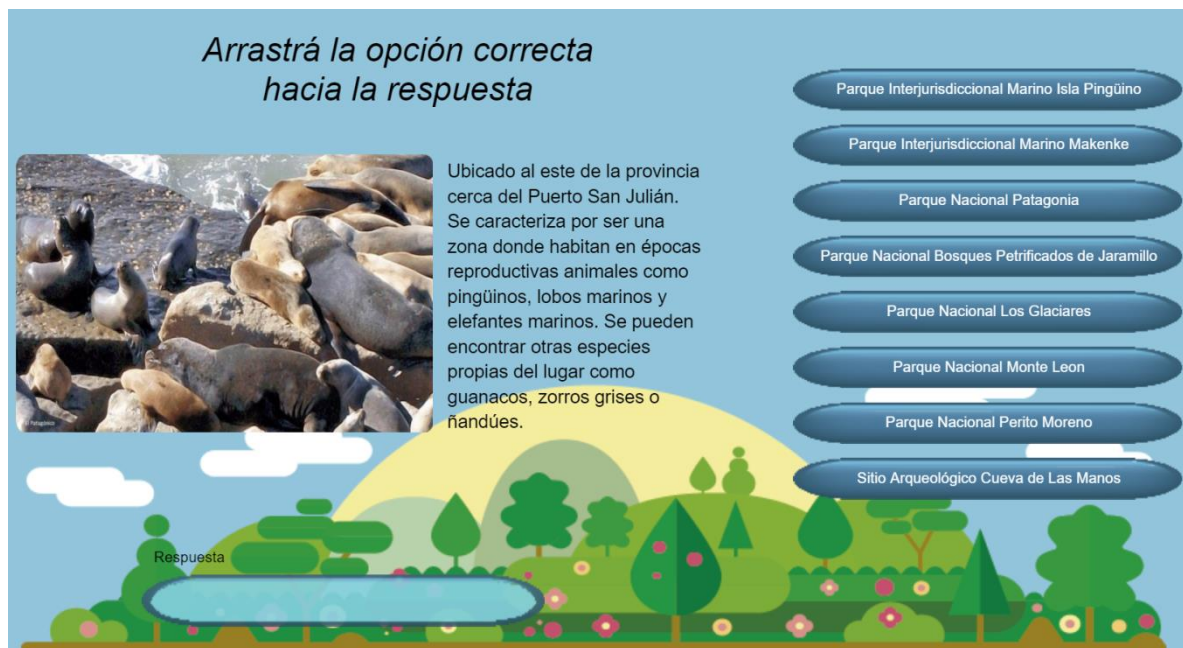 Arrastrá la opción correcta
hacia la respuesta
Ubicado al este de la provincia
cerca del Puerto San Julián.
Se caracteriza por ser una
zona donde habitan en épocas
reproductivas animales como
pingüinos, lobos marinos y
elefantes marinos. Se pueden
encontrar otras especies
propias del lugar como
guanacos, zorros grises o
ñandúes.
El Patagónico
Parque Interjurisdiccional Marino Isla Pingüino
Parque Interjurisdiccional Marino Makenke
Parque Nacional Patagonia
Parque Nacional Bosques Petrificados de Jaramillo
Parque Nacional Los Glaciares
Parque Nacional Monte Leon
Parque Nacional Perito Moreno
Sitio Arqueológico Cueva de Las Manos
Respuesta